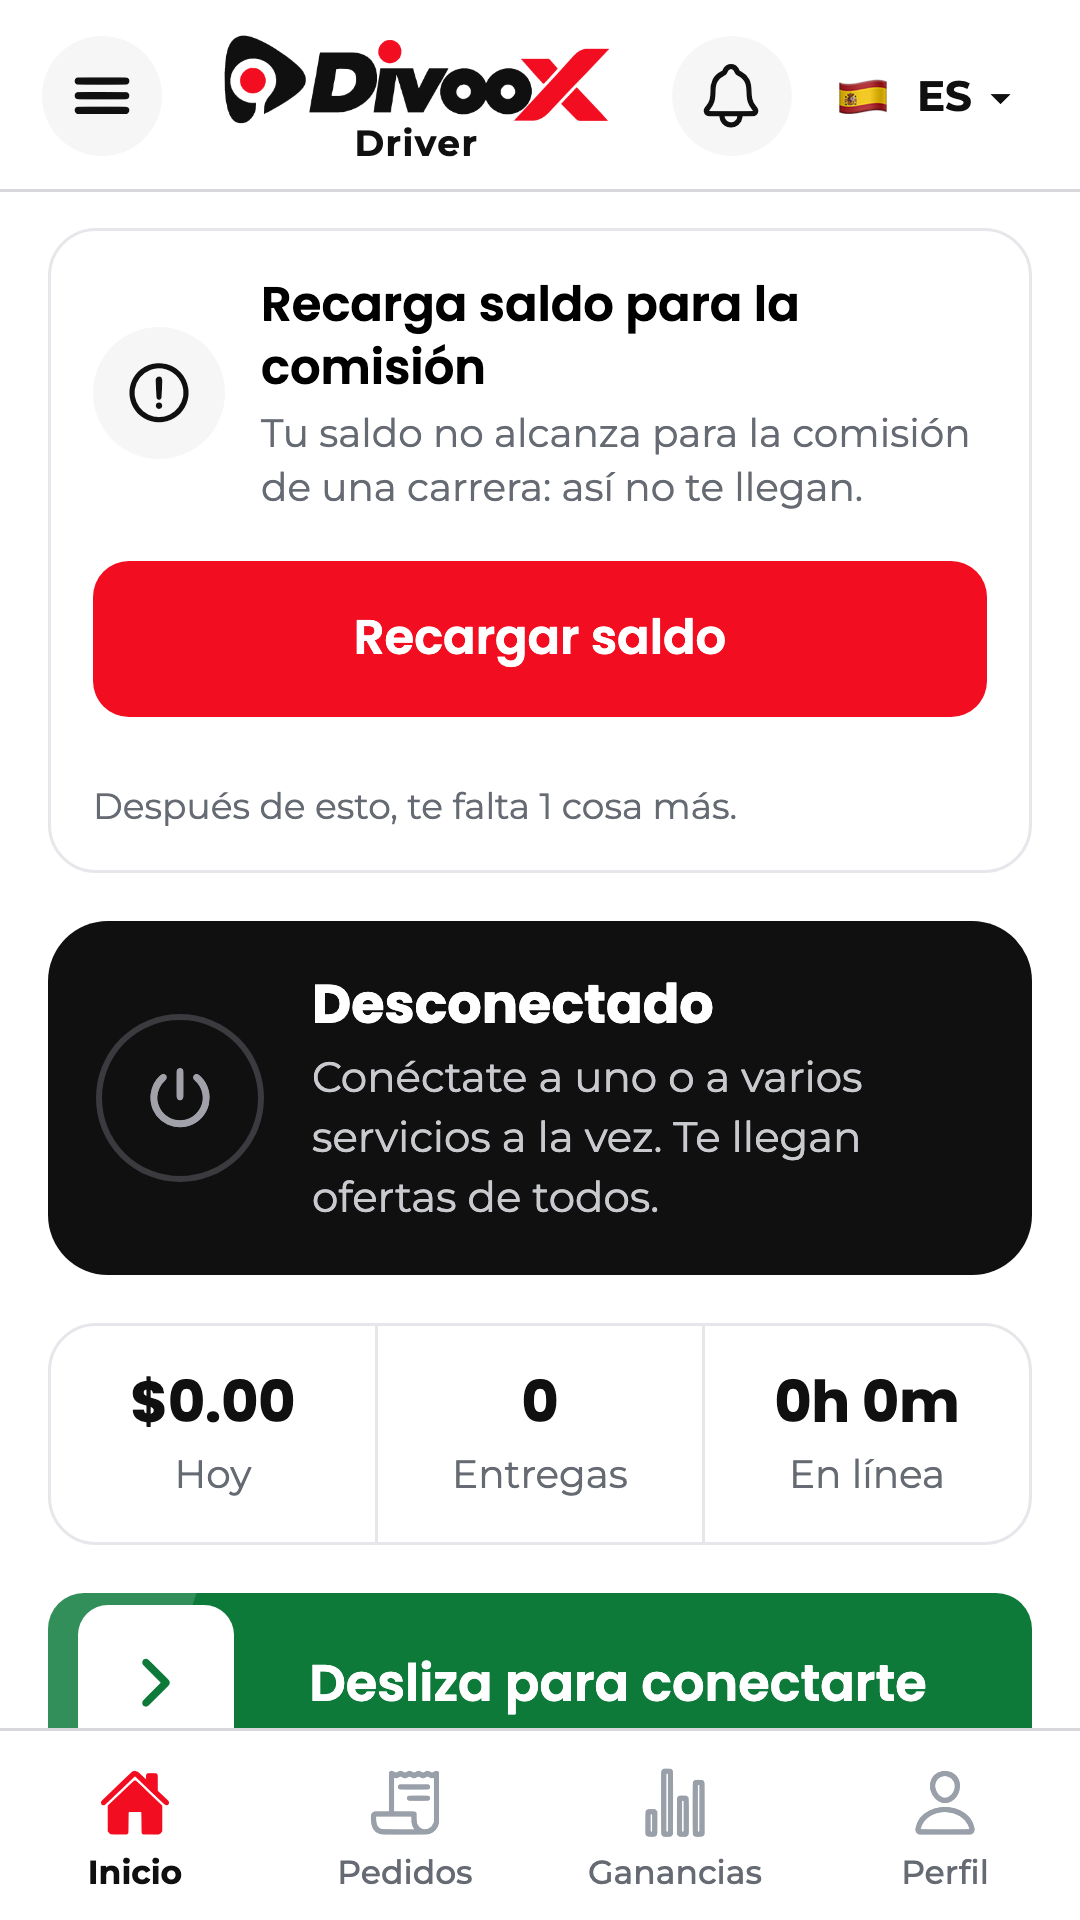 DivooX
Driver
ES
Recarga saldo para la
comisión
Tu saldo no alcanza para la comisión
de una carrera: así no te llegan.
Recargar saldo
Después de esto, te falta 1 cosa más.
Desconectado
Conéctate a uno o a varios
servicios a la vez. Te llegan
ofertas de todos.
$0.00
Hoy
0
Entregas
0h 0m
En línea
Desliza para conectarte
Inicio
Pedidos
Ganancias
Perfil